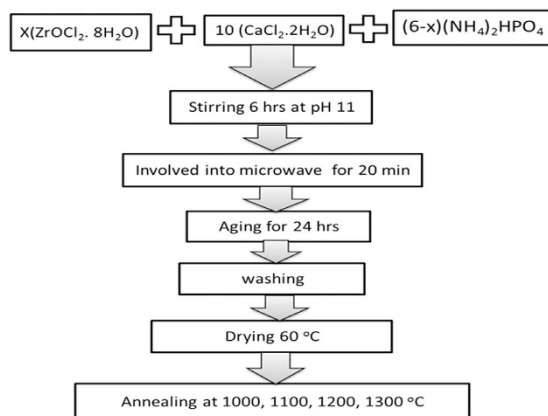 X(ZrOCl₂. 8H₂O)
10 (CaCl₂.2H₂O)
(6-x)(NH₄)₂HPO₄
Stirring 6 hrs at pH 11
Involved into microwave for 20 min
Aging for 24 hrs
washing
Drying 60 °C
Annealing at 1000, 1100, 1200, 1300 °C